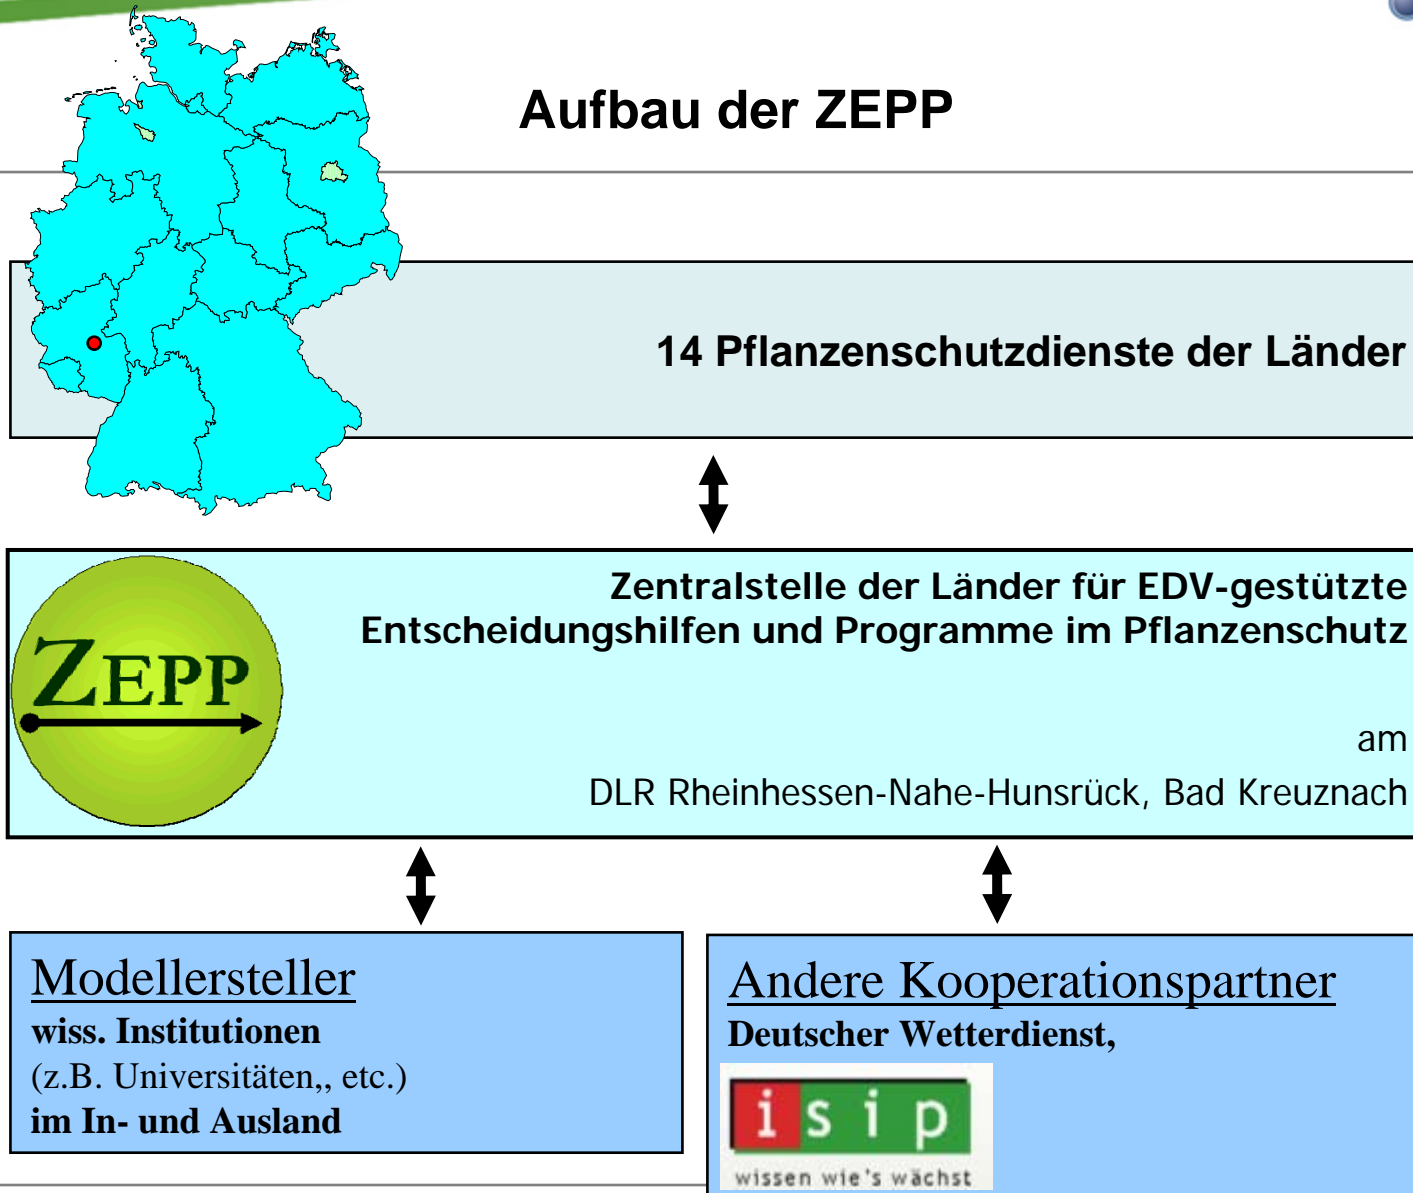 Aufbau der ZEPP
14 Pflanzenschutzdienste der Länder
Zentralstelle der Länder für EDV-gestützte
Entscheidungshilfen und Programme im Pflanzenschutz
ZEPP
am
DLR Rheinhessen-Nahe-Hunsrück, Bad Kreuznach
Modellersteller
wiss. Institutionen
(z.B. Universitäten,, etc.)
im In- und Ausland
Andere Kooperationspartner
Deutscher Wetterdienst,
isip
wissen wie's wächst